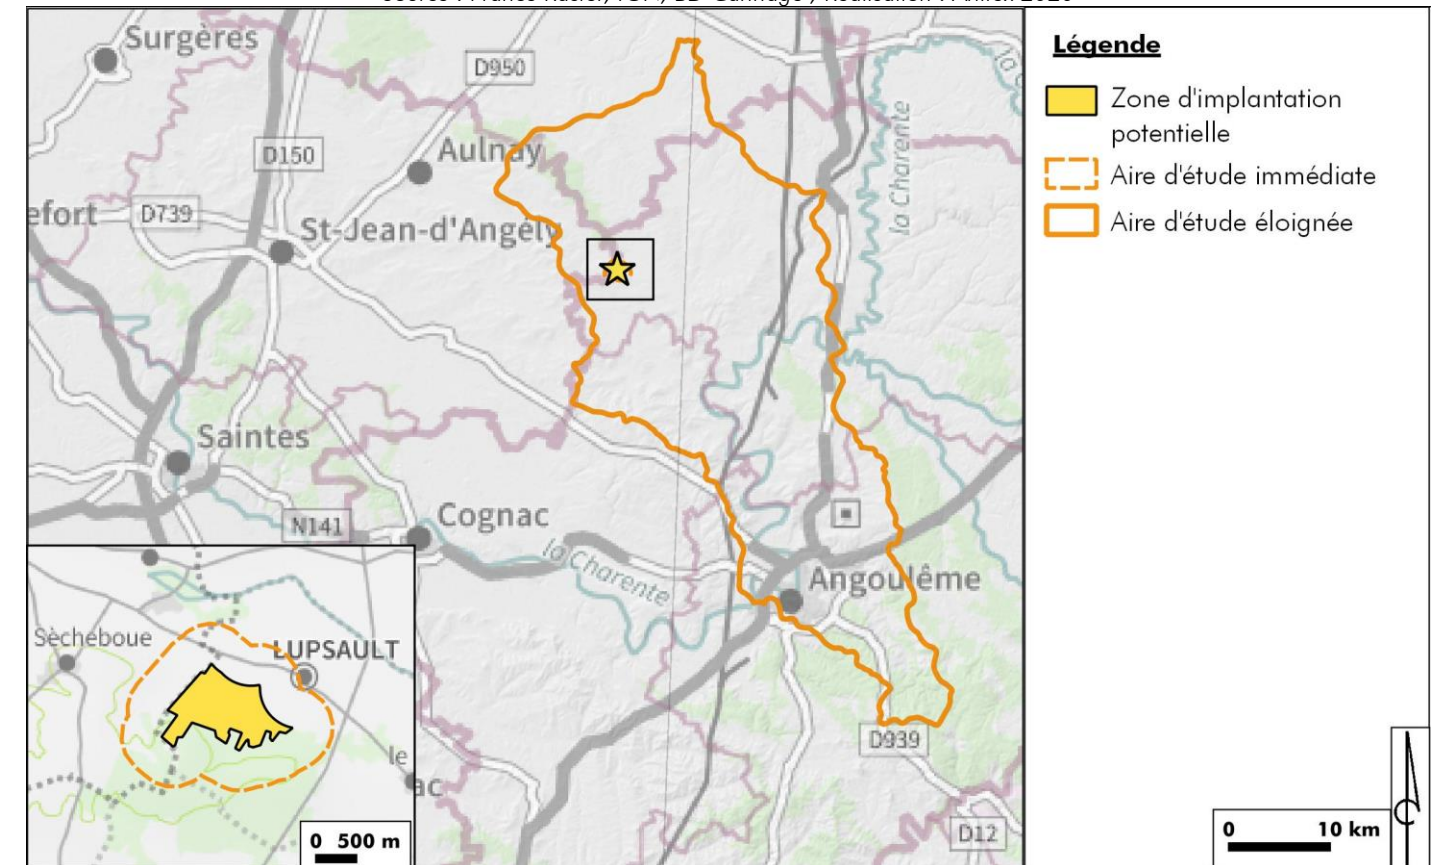 Surgères
D950
la Charente
D150
Aulnay
efort
D739
St-Jean-d'Angély
Saintes
N141
Cognac
la Charente
Angoulême
D939
D12
Sècheboue
LUPSAULT
le
ac
0 500 m
Légende
Zone d'implantation
potentielle
Aire d'étude immédiate
Aire d'étude éloignée
0 10 km